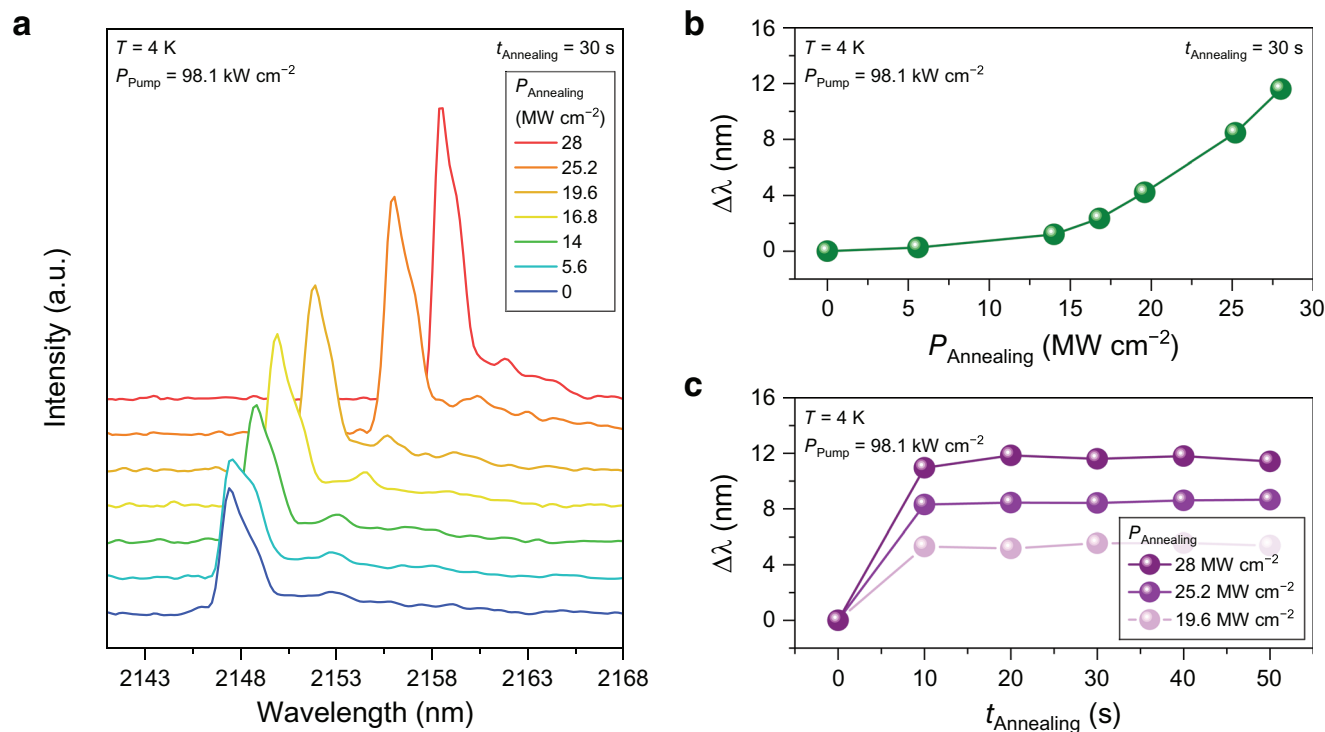 a
T = 4 K
P_Pump = 98.1 kW cm⁻²
t_Annealing = 30 s
P_Annealing
(MW cm⁻²)
28
25.2
19.6
16.8
14
5.6
0
Intensity (a.u.)
2143
2148
2153
2158
2163
2168
Wavelength (nm)
b
T = 4 K
P_Pump = 98.1 kW cm⁻²
t_Annealing = 30 s
16
12
8
4
0
Δλ (nm)
0
5
10
15
20
25
30
P_Annealing (MW cm⁻²)
c
T = 4 K
P_Pump = 98.1 kW cm⁻²
16
12
8
4
0
Δλ (nm)
P_Annealing
28 MW cm⁻²
25.2 MW cm⁻²
19.6 MW cm⁻²
0
10
20
30
40
50
t_Annealing (s)